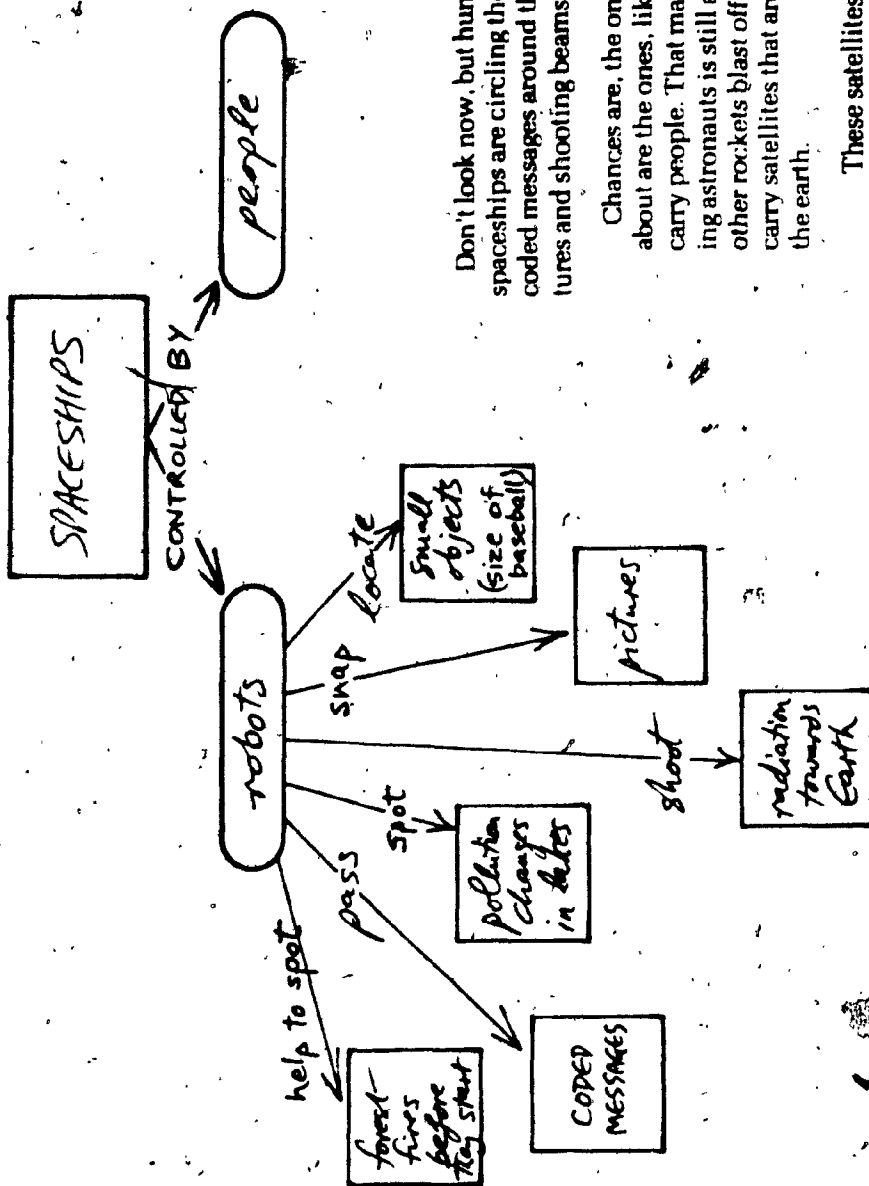 SPACESHIPS
CONTROLLED BY
people
robots
locate
small
objects
(size of
baseball)
snap
pictures
shoot
radiation
towards
Earth
spot
pollution
changes
in lakes
pass
CODED
MESSAGES
help to spot
forest
fires
before
they start
Don't look now, but hun
spaceships are circling the
coded messages around t
tures and shooting beams
Chances are, the on
about are the ones, lik
carry people. That ma
ing astronauts is still a
other rockets blast off
carry satellites that ar
the earth.
These satellites